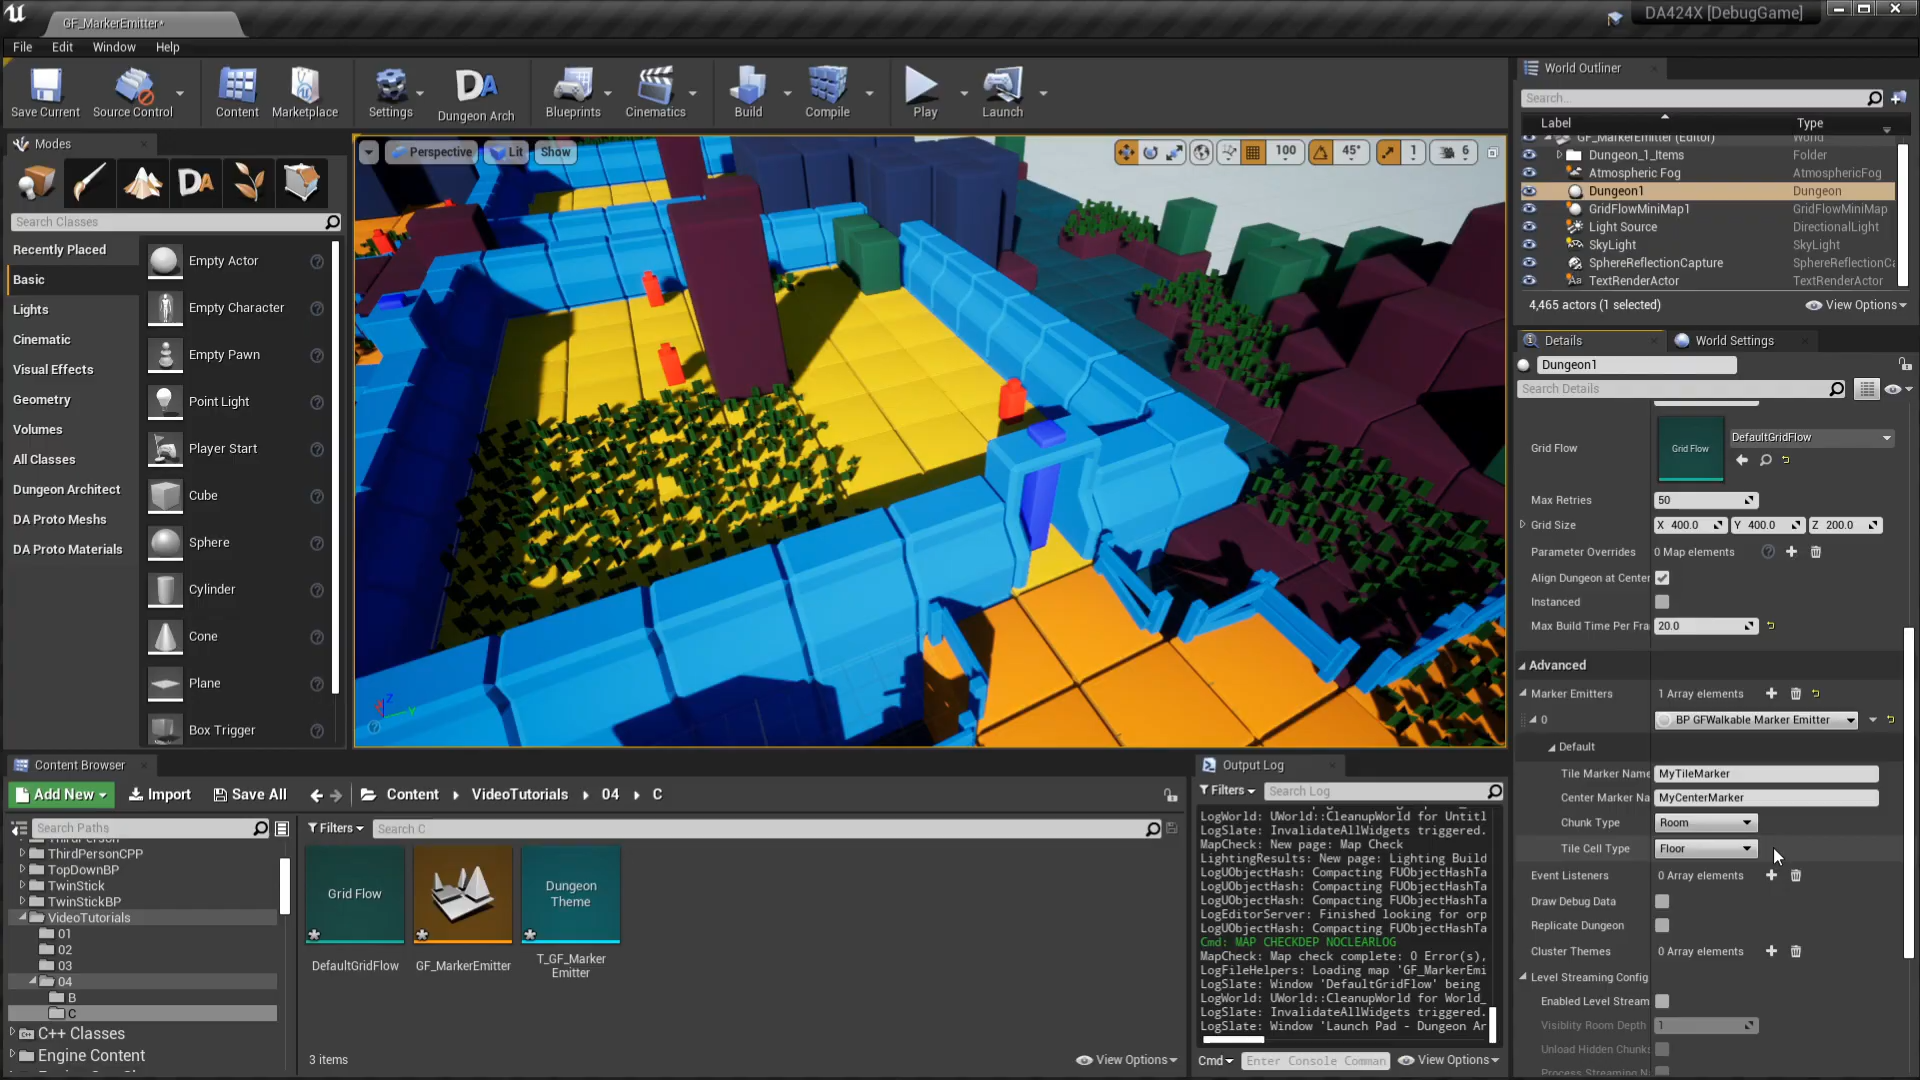 GF_MarkerEmitter*
DA424X [DebugGame]
File Edit Window Help
Save Current
Source Control
Content
Marketplace
Settings
Dungeon Arch
Blueprints
Cinematics
Build
Compile
Play
Launch
Modes
Search Classes
Recently Placed
Basic
Lights
Cinematic
Visual Effects
Geometry
Volumes
All Classes
Dungeon Architect
DA Proto Meshs
DA Proto Materials
Empty Actor
Empty Character
Empty Pawn
Point Light
Player Start
Cube
Sphere
Cylinder
Cone
Plane
Box Trigger
Perspective Lit Show
100 45° 1 6
World Outliner
Search...
Label Type
GF_MarkerEmitter (Editor) World
Dungeon_1_Items Folder
Atmospheric Fog AtmosphericFog
Dungeon1 Dungeon
GridFlowMiniMap1 GridFlowMiniMap
Light Source DirectionalLight
SkyLight SkyLight
SphereReflectionCapture SphereReflectionCa
TextRenderActor TextRenderActor
4,465 actors (1 selected) View Options
Details World Settings
Dungeon1
Search Details
Grid Flow Grid Flow DefaultGridFlow
Max Retries 50
Grid Size X 400.0 Y 400.0 Z 200.0
Parameter Overrides 0 Map elements
Align Dungeon at Center
Instanced
Max Build Time Per Fra 20.0
Advanced
Marker Emitters 1 Array elements
0 BP GFWalkable Marker Emitter
Default
Tile Marker Name MyTileMarker
Center Marker Na MyCenterMarker
Chunk Type Room
Tile Cell Type Floor
Event Listeners 0 Array elements
Draw Debug Data
Replicate Dungeon
Cluster Themes 0 Array elements
Level Streaming Config
Enabled Level Stream
Visiblity Room Depth 1
Unload Hidden Chunks
Process Streaming N
Content Browser
Add New Import Save All Content VideoTutorials 04 C
Search Paths
ThirdPerson
ThirdPersonCPP
TopDownBP
TwinStick
TwinStickBP
VideoTutorials
01
02
03
04
B
C
C++ Classes
Engine Content
Filters Search C
Grid Flow
DefaultGridFlow
GF_MarkerEmitter
Dungeon
Theme
T_GF_Marker
Emitter
3 items View Options
Output Log
Filters Search Log
LogWorld: UWorld::CleanupWorld for Untitl
LogSlate: InvalidateAllWidgets triggered.
MapCheck: New page: Map Check
LightingResults: New page: Lighting Build
LogUObjectHash: Compacting FUObjectHashTa
LogUObjectHash: Compacting FUObjectHashTa
LogUObjectHash: Compacting FUObjectHashTa
LogEditorServer: Finished looking for orp
LogUObjectHash: Compacting FUObjectHashTa
Cmd: MAP CHECKDEP NOCLEARLOG
MapCheck: Map check complete: 0 Error(s),
LogFileHelpers: Loading map 'GF_MarkerEmi
LogSlate: Window 'DefaultGridFlow' being
LogWorld: UWorld::CleanupWorld for World_
LogSlate: InvalidateAllWidgets triggered.
LogSlate: Window 'Launch Pad - Dungeon Ar
Cmd Enter Console Comman View Options